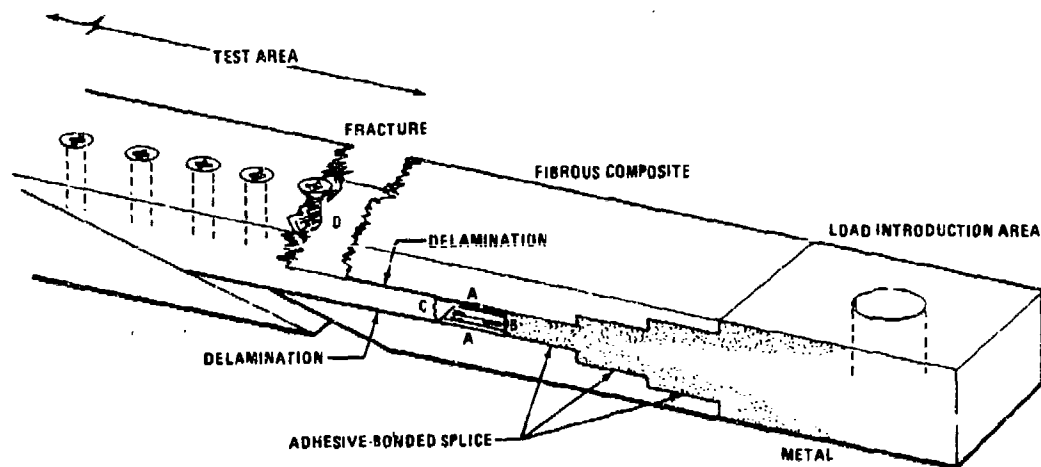 TEST AREA
FRACTURE
FIBROUS COMPOSITE
LOAD INTRODUCTION AREA
D
DELAMINATION
A
C
B
A
DELAMINATION
ADHESIVE-BONDED SPLICE
METAL